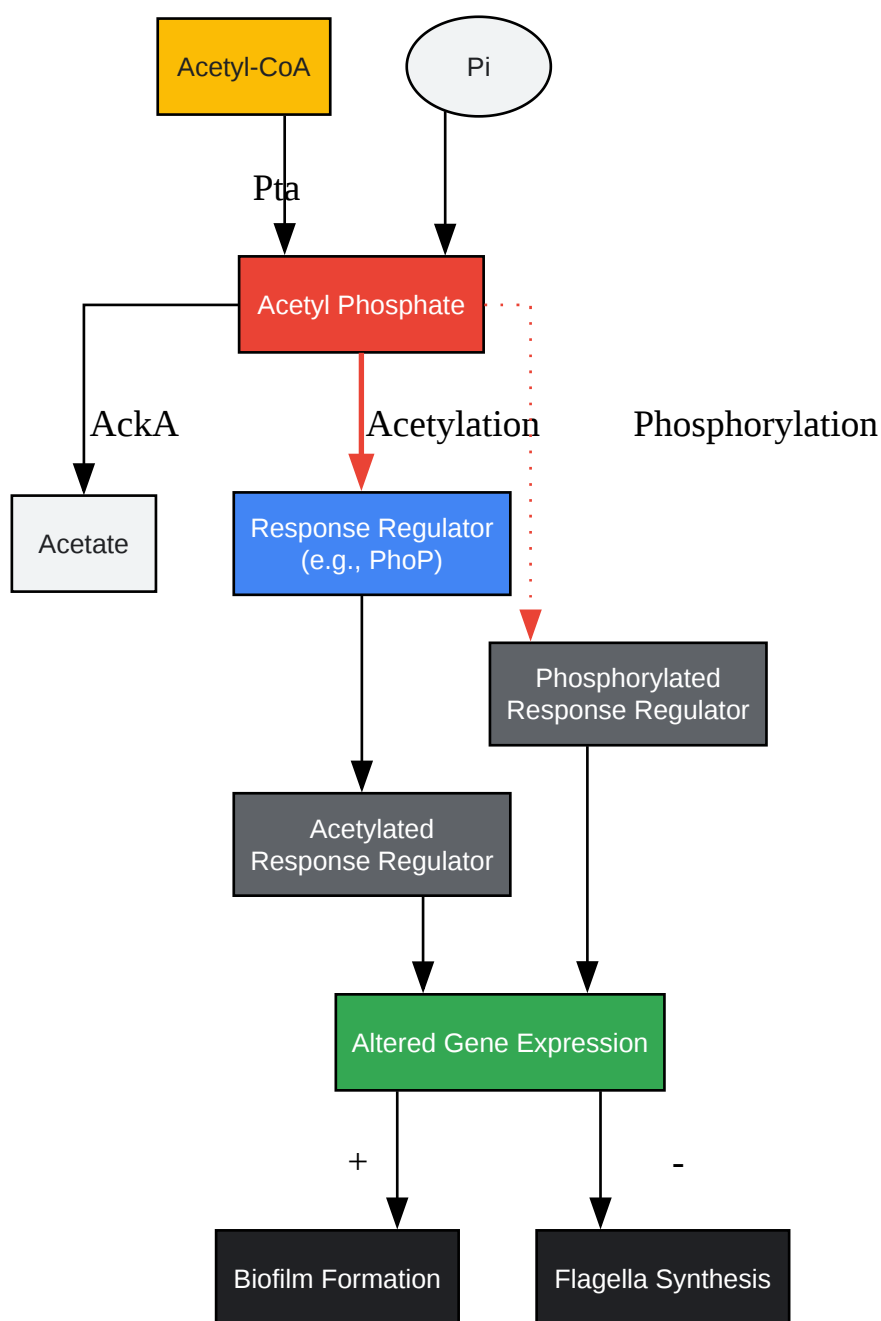 Acetyl-CoA
Pi
Pta
Acetyl Phosphate
AckA
Acetylation
Phosphorylation
Response Regulator
(e.g., PhoP)
Acetate
Phosphorylated
Response Regulator
Acetylated
Response Regulator
Altered Gene Expression
+
-
Biofilm Formation
Flagella Synthesis